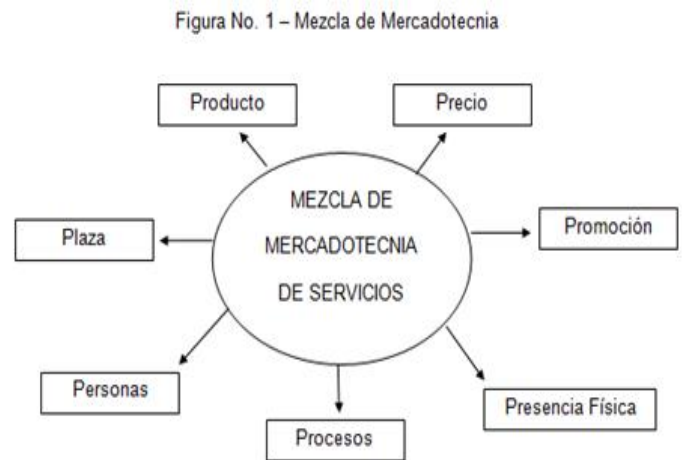 Figura No. 1 – Mezcla de Mercadotecnia
Producto
Precio
MEZCLA DE
MERCADOTECNIA
DE SERVICIOS
Plaza
Promoción
Personas
Presencia Física
Procesos